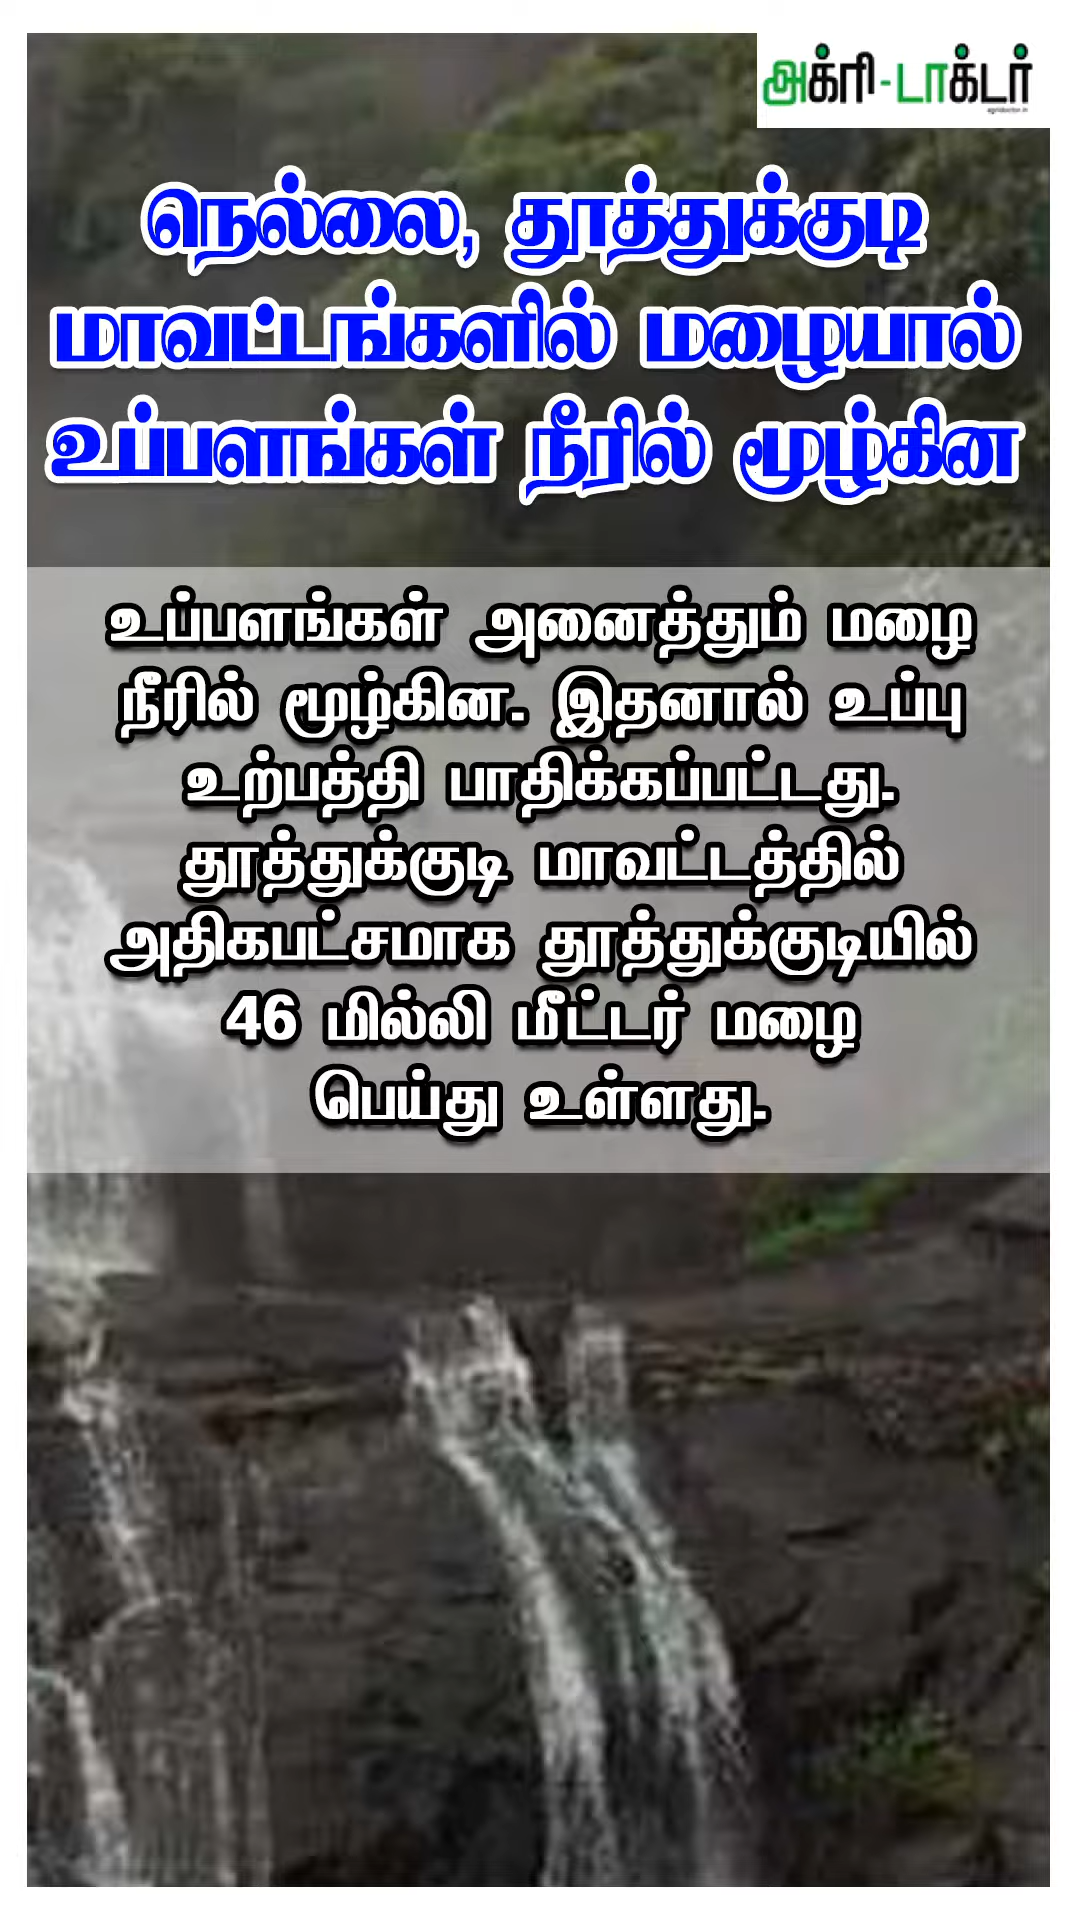 அக்ரி-டாக்டர்
நெல்லை, தூத்துக்குடி
மாவட்டங்களில் மழையால்
உப்பளங்கள் நீரில் மூழ்கின
உப்பளங்கள் அனைத்தும் மழை
நீரில் மூழ்கின. இதனால் உப்பு
உற்பத்தி பாதிக்கப்பட்டது.
தூத்துக்குடி மாவட்டத்தில்
அதிகபட்சமாக தூத்துக்குடியில்
46 மில்லி மீட்டர் மழை
பெய்து உள்ளது.